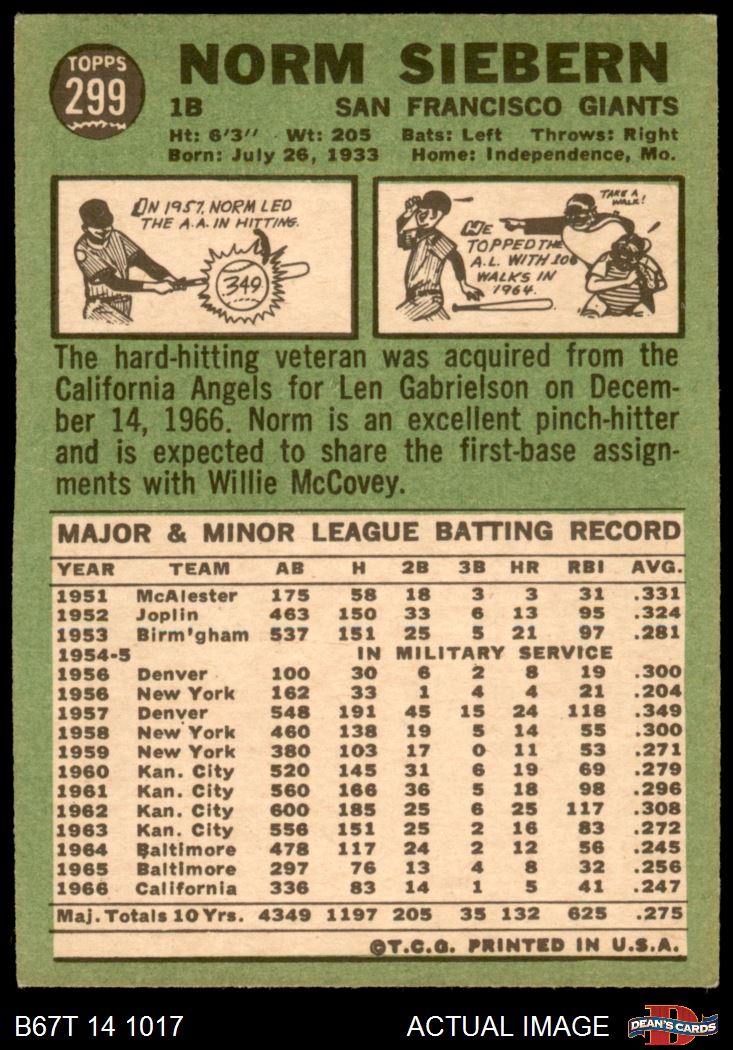 TOPPS
299
NORM SIEBERN
1B SAN FRANCISCO GIANTS
Ht: 6'3" Wt: 205 Bats: Left Throws: Right
Born: July 26, 1933 Home: Independence, Mo.
IN 1957, NORM LED
THE A.A. IN HITTING.
349
TAKE A
WALK!
HE
TOPPED THE
A.L. WITH 106
WALKS IN
1964.
The hard-hitting veteran was acquired from the
California Angels for Len Gabrielson on Decem-
ber 14, 1966. Norm is an excellent pinch-hitter
and is expected to share the first-base assign-
ments with Willie McCovey.
MAJOR & MINOR LEAGUE BATTING RECORD
YEAR TEAM AB H 2B 3B HR RBI AVG.
1951 McAlester 175 58 18 3 3 31 .331
1952 Joplin 463 150 33 6 13 95 .324
1953 Birm'gham 537 151 25 5 21 97 .281
1954-5 IN MILITARY SERVICE
1956 Denver 100 30 6 2 8 19 .300
1956 New York 162 33 1 4 4 21 .204
1957 Denver 548 191 45 15 24 118 .349
1958 New York 460 138 19 5 14 55 .300
1959 New York 380 103 17 0 11 53 .271
1960 Kan. City 520 145 31 6 19 69 .279
1961 Kan. City 560 166 36 5 18 98 .296
1962 Kan. City 600 185 25 6 25 117 .308
1963 Kan. City 556 151 25 2 16 83 .272
1964 Baltimore 478 117 24 2 12 56 .245
1965 Baltimore 297 76 13 4 8 32 .256
1966 California 336 83 14 1 5 41 .247
Maj. Totals 10 Yrs. 4349 1197 205 35 132 625 .275
©T.C.G. PRINTED IN U.S.A.
B67T 14 1017 ACTUAL IMAGE DEAN'S CARDS